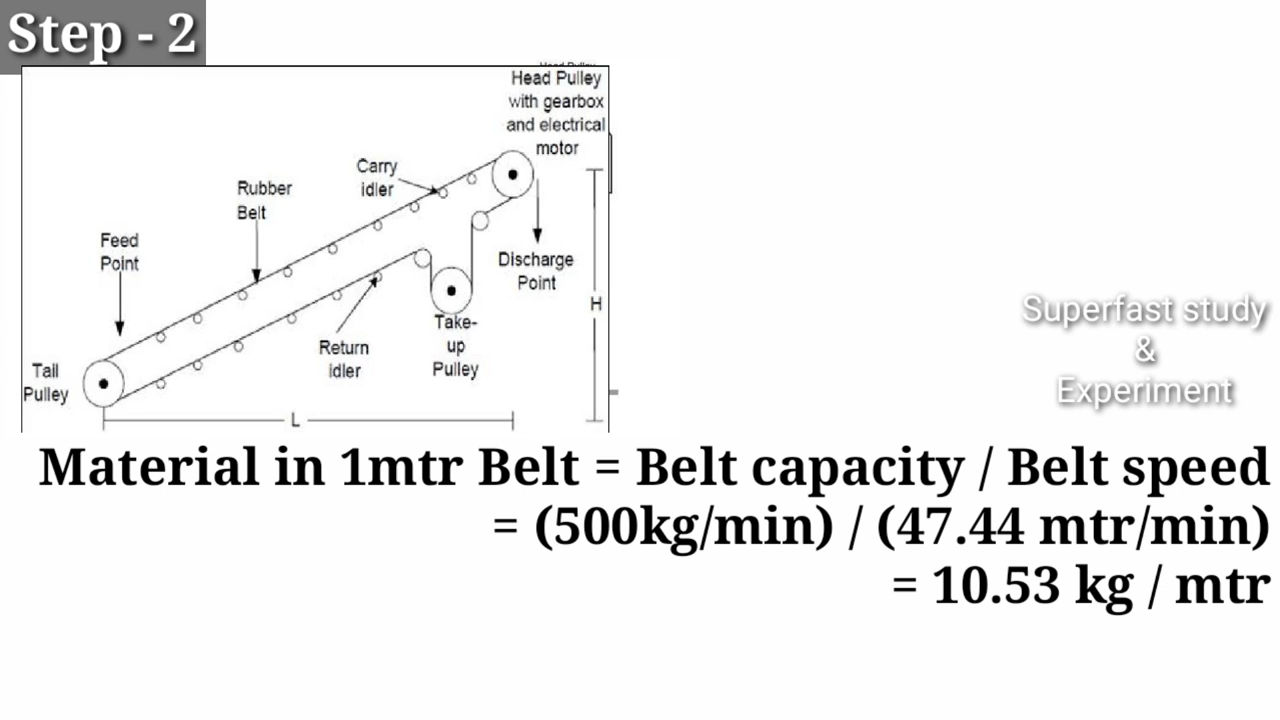 Step - 2
Head Pulley
Head Pulley
with gearbox
and electrical
motor
Carry
idler
Rubber
Belt
Feed
Point
Discharge
Point
H
Take-
up
Pulley
Return
idler
Tail
Pulley
L
Superfast study
&
Experiment
Material in 1mtr Belt = Belt capacity / Belt speed
= (500kg/min) / (47.44 mtr/min)
= 10.53 kg / mtr